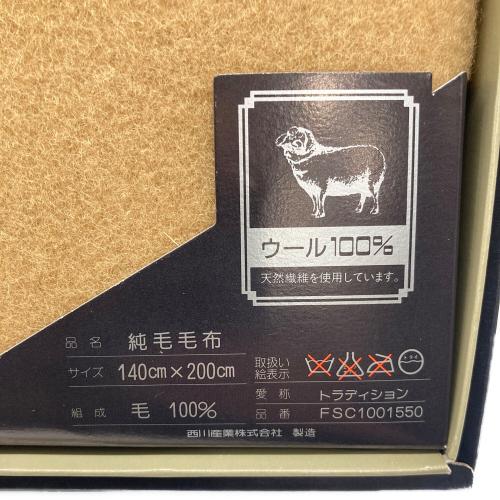 ウール100%
天然繊維を使用しています。
品名 純毛毛布
サイズ 140cm×200cm
組成 毛 100%
取扱い絵表示
愛称 トラディション
品番 FSC1001550
西川産業株式会社 製造